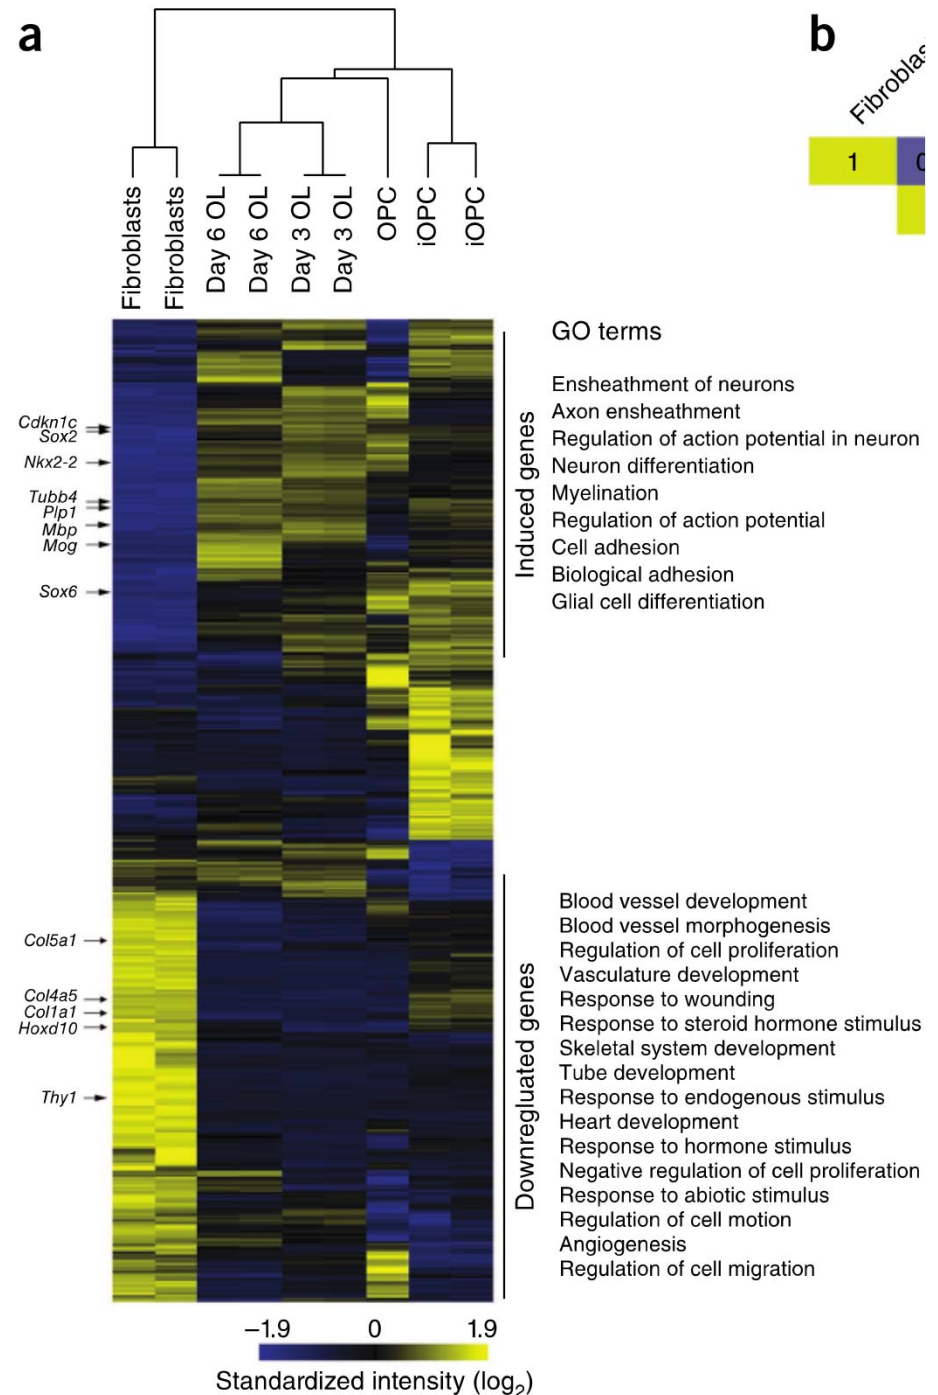 a
b
Fibroblasts
Fibroblasts
Day 6 OL
Day 6 OL
Day 3 OL
Day 3 OL
OPC
iOPC
iOPC
1
Cdkn1c
Sox2
Nkx2-2
Tubb4
Plp1
Mbp
Mog
Sox6
Induced genes
GO terms
Ensheathment of neurons
Axon ensheathment
Regulation of action potential in neuron
Neuron differentiation
Myelination
Regulation of action potential
Cell adhesion
Biological adhesion
Glial cell differentiation
Col5a1
Col4a5
Col1a1
Hoxd10
Thy1
Downregluated genes
Blood vessel development
Blood vessel morphogenesis
Regulation of cell proliferation
Vasculature development
Response to wounding
Response to steroid hormone stimulus
Skeletal system development
Tube development
Response to endogenous stimulus
Heart development
Response to hormone stimulus
Negative regulation of cell proliferation
Response to abiotic stimulus
Regulation of cell motion
Angiogenesis
Regulation of cell migration
–1.9 0 1.9
Standardized intensity (log₂)